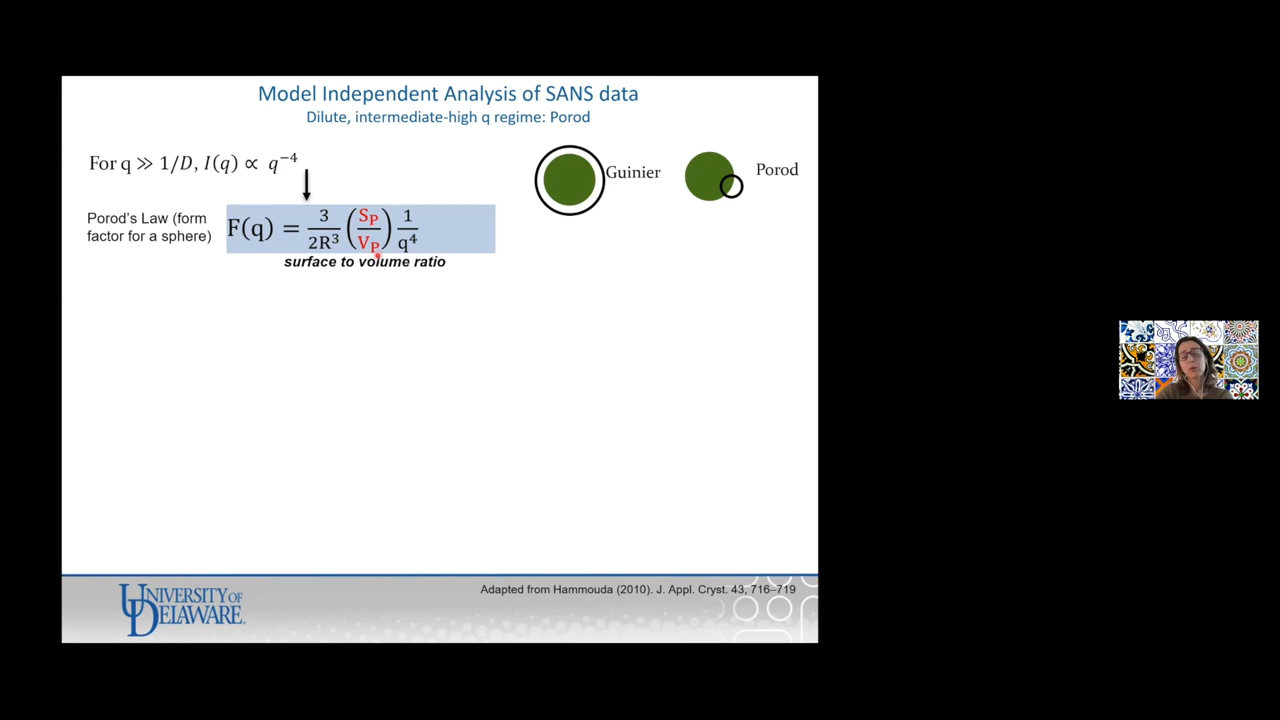 Model Independent Analysis of SANS data
Dilute, intermediate-high q regime: Porod
For q ≫ 1/D, I(q) ∝ q⁻⁴
Guinier
Porod
Porod's Law (form
factor for a sphere)
F(q) = 3/2R³ (S_P/V_P) 1/q⁴
surface to volume ratio
Adapted from Hammouda (2010). J. Appl. Cryst. 43, 716–719
UNIVERSITY OF
DELAWARE.